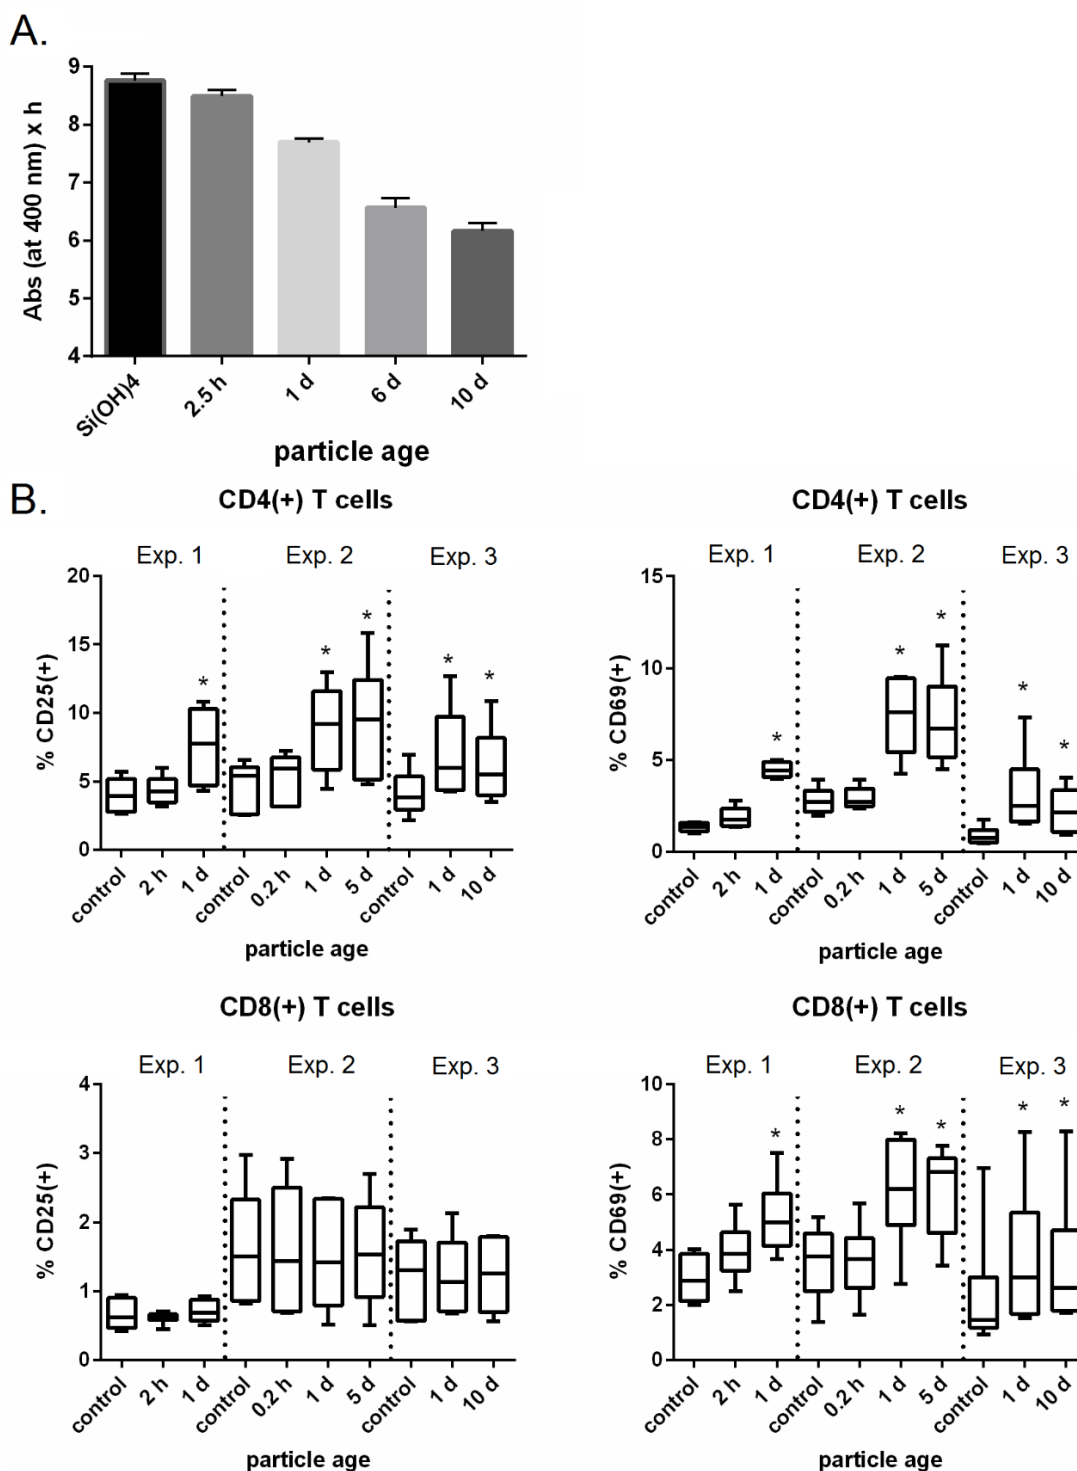 A.
Abs (at 400 nm) x h
9
8
7
6
5
4
Si(OH)4
2.5 h
1 d
6 d
10 d
particle age
B.
CD4(+) T cells
Exp. 1
Exp. 2
Exp. 3
% CD25(+)
20
15
10
5
0
*
*
*
*
*
control
2 h
1 d
control
0.2 h
1 d
5 d
control
1 d
10 d
particle age
CD4(+) T cells
Exp. 1
Exp. 2
Exp. 3
% CD69(+)
15
10
5
0
*
*
*
*
*
control
2 h
1 d
control
0.2 h
1 d
5 d
control
1 d
10 d
particle age
CD8(+) T cells
Exp. 1
Exp. 2
Exp. 3
% CD25(+)
4
3
2
1
0
control
2 h
1 d
control
0.2 h
1 d
5 d
control
1 d
10 d
particle age
CD8(+) T cells
Exp. 1
Exp. 2
Exp. 3
% CD69(+)
10
8
6
4
2
0
*
*
*
*
*
control
2 h
1 d
control
0.2 h
1 d
5 d
control
1 d
10 d
particle age